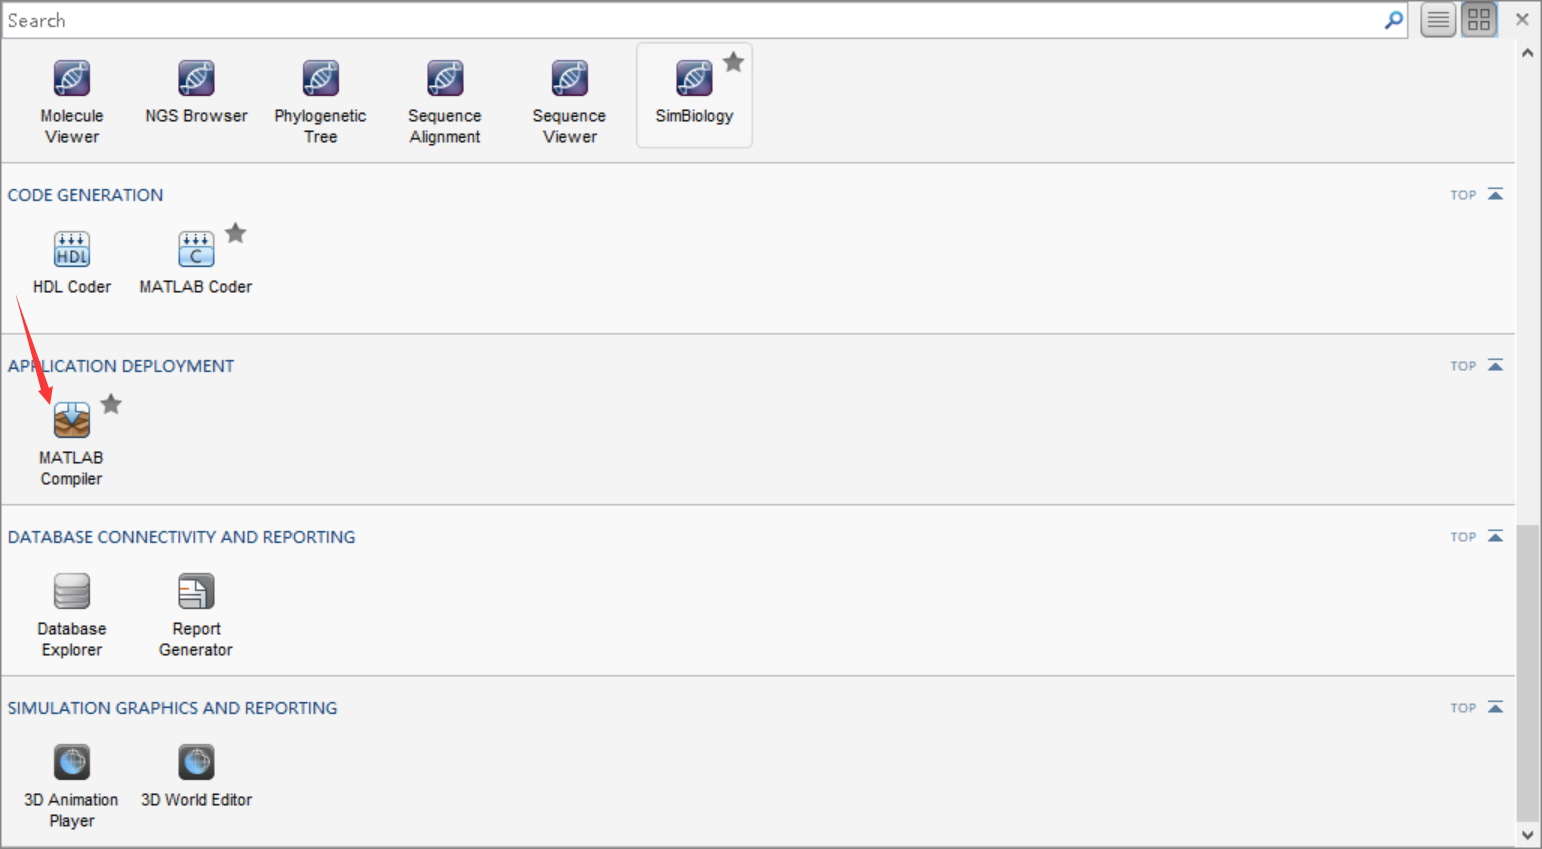 Search
Molecule
Viewer
NGS Browser
Phylogenetic
Tree
Sequence
Alignment
Sequence
Viewer
SimBiology
CODE GENERATION
TOP
HDL
HDL Coder
C
MATLAB Coder
APPLICATION DEPLOYMENT
TOP
MATLAB
Compiler
DATABASE CONNECTIVITY AND REPORTING
TOP
Database
Explorer
Report
Generator
SIMULATION GRAPHICS AND REPORTING
TOP
3D Animation
Player
3D World Editor